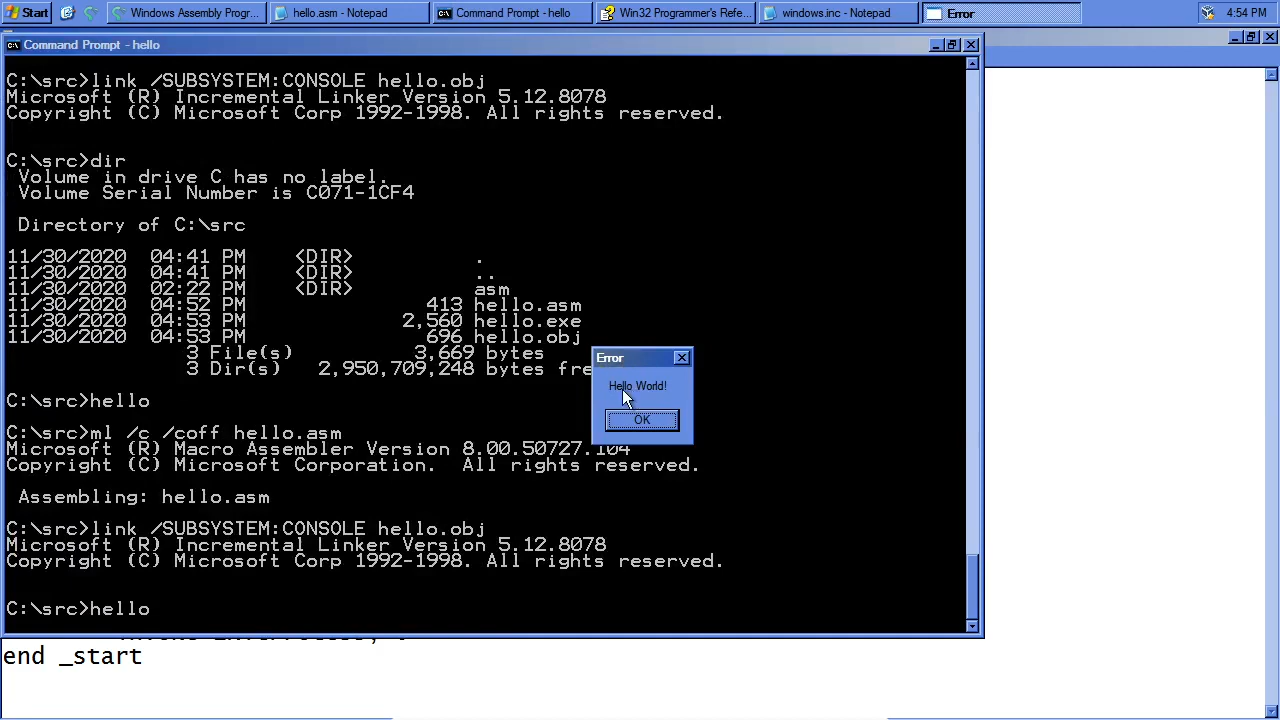 Start
Windows Assembly Progr...
hello.asm - Notepad
Command Prompt - hello
Win32 Programmer's Refe...
windows.inc - Notepad
Error
4:54 PM
Command Prompt - hello
C:\src>link /SUBSYSTEM:CONSOLE hello.obj
Microsoft (R) Incremental Linker Version 5.12.8078
Copyright (C) Microsoft Corp 1992-1998. All rights reserved.
C:\src>dir
Volume in drive C has no label.
Volume Serial Number is C071-1CF4
Directory of C:\src
11/30/2020 04:41 PM <DIR> .
11/30/2020 04:41 PM <DIR> ..
11/30/2020 02:22 PM <DIR> asm
11/30/2020 04:52 PM 413 hello.asm
11/30/2020 04:53 PM 2,560 hello.exe
11/30/2020 04:53 PM 696 hello.obj
3 File(s) 3,669 bytes
3 Dir(s) 2,950,709,248 bytes fre
C:\src>hello
C:\src>ml /c /coff hello.asm
Microsoft (R) Macro Assembler Version 8.00.50727.104
Copyright (C) Microsoft Corporation. All rights reserved.
Assembling: hello.asm
C:\src>link /SUBSYSTEM:CONSOLE hello.obj
Microsoft (R) Incremental Linker Version 5.12.8078
Copyright (C) Microsoft Corp 1992-1998. All rights reserved.
C:\src>hello
Error
Hello World!
OK
end _start